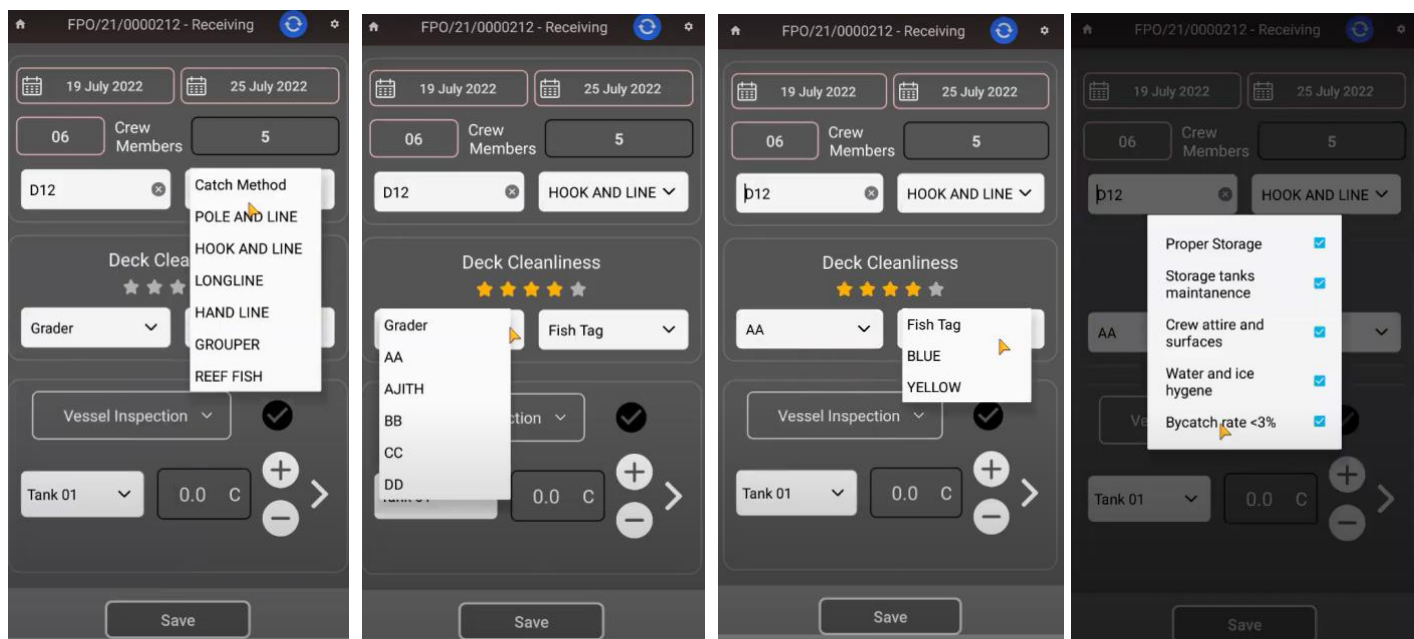 FPO/21/0000212 - Receiving
19 July 2022 25 July 2022
06 Crew Members 5
D12
Catch Method
POLE AND LINE
HOOK AND LINE
LONGLINE
HAND LINE
GROUPER
REEF FISH
Deck Clea
Grader
Vessel Inspection
Tank 01 0.0 C
Save
FPO/21/0000212 - Receiving
19 July 2022 25 July 2022
06 Crew Members 5
D12 HOOK AND LINE
Deck Cleanliness
Grader
AA
AJITH
BB
CC
DD
Fish Tag
ction
0.0 C
Save
FPO/21/0000212 - Receiving
19 July 2022 25 July 2022
06 Crew Members 5
D12 HOOK AND LINE
Deck Cleanliness
AA
Fish Tag
BLUE
YELLOW
Vessel Inspection
Tank 01 0.0 C
Save
FPO/21/0000212 - Receiving
19 July 2022 25 July 2022
06 Crew Members 5
D12 HOOK AND LINE
Proper Storage
Storage tanks
maintanence
Crew attire and
surfaces
Water and ice
hygene
Bycatch rate <3%
AA
Ve
Tank 01 0.0 C
Save